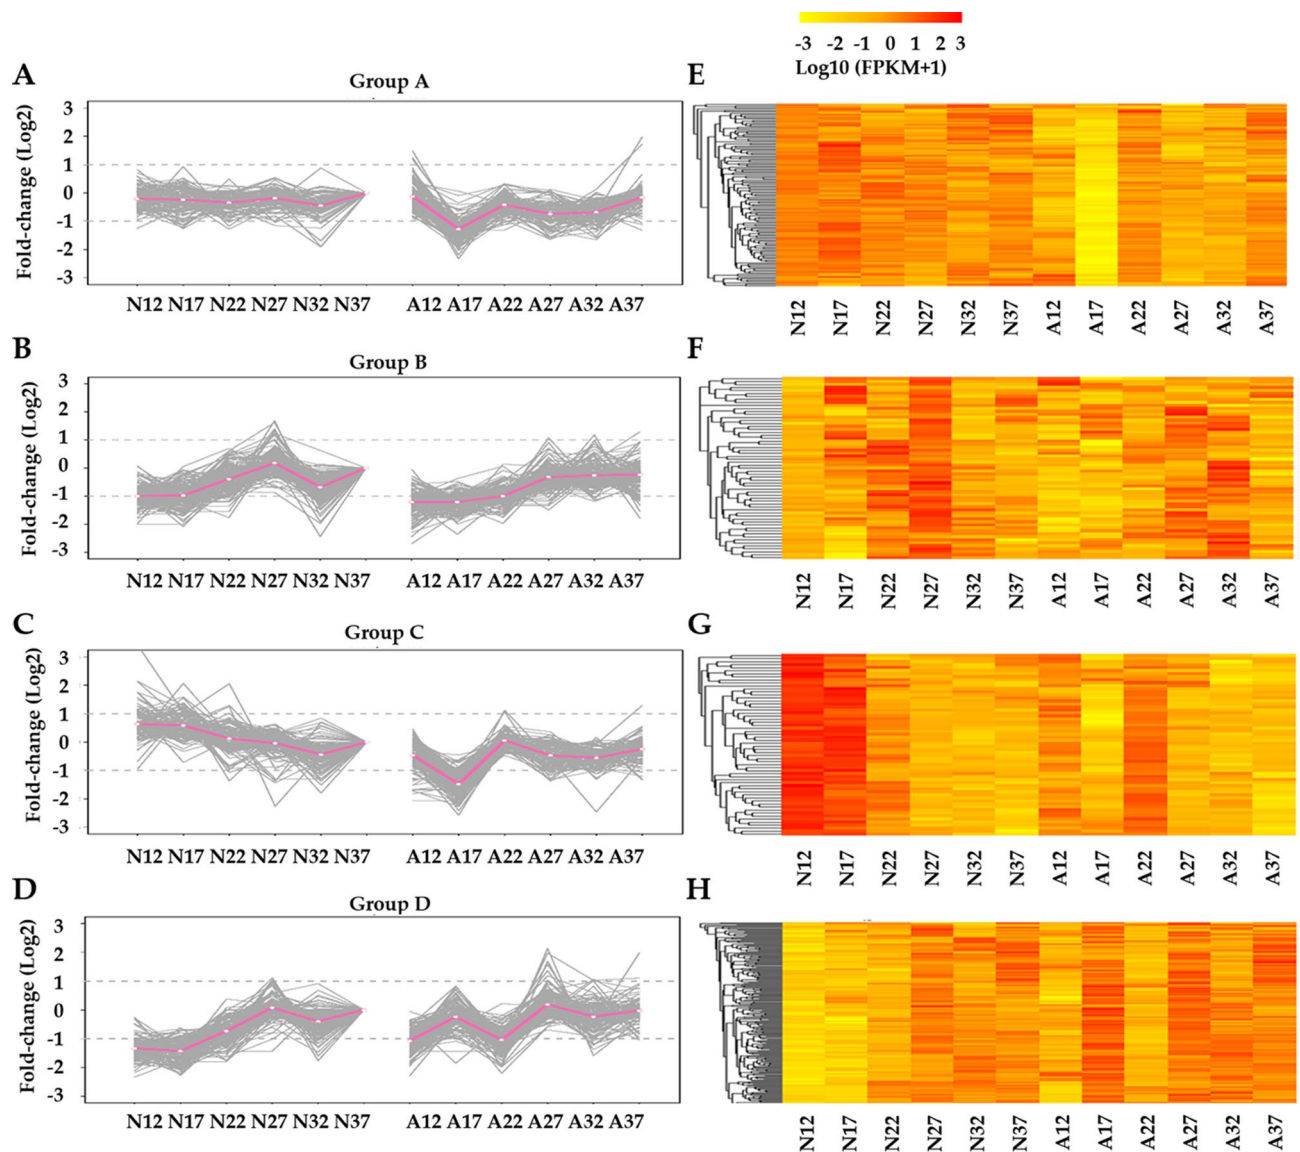 -3 -2 -1 0 1 2 3
Log10 (FPKM+1)
A
Group A
Fold-change (Log2)
3
2
1
0
-1
-2
-3
N12 N17 N22 N27 N32 N37 A12 A17 A22 A27 A32 A37
E
N12 N17 N22 N27 N32 N37 A12 A17 A22 A27 A32 A37
B
Group B
Fold-change (Log2)
3
2
1
0
-1
-2
-3
N12 N17 N22 N27 N32 N37 A12 A17 A22 A27 A32 A37
F
N12 N17 N22 N27 N32 N37 A12 A17 A22 A27 A32 A37
C
Group C
Fold-change (Log2)
3
2
1
0
-1
-2
-3
N12 N17 N22 N27 N32 N37 A12 A17 A22 A27 A32 A37
G
N12 N17 N22 N27 N32 N37 A12 A17 A22 A27 A32 A37
D
Group D
Fold-change (Log2)
3
2
1
0
-1
-2
-3
N12 N17 N22 N27 N32 N37 A12 A17 A22 A27 A32 A37
H
N12 N17 N22 N27 N32 N37 A12 A17 A22 A27 A32 A37